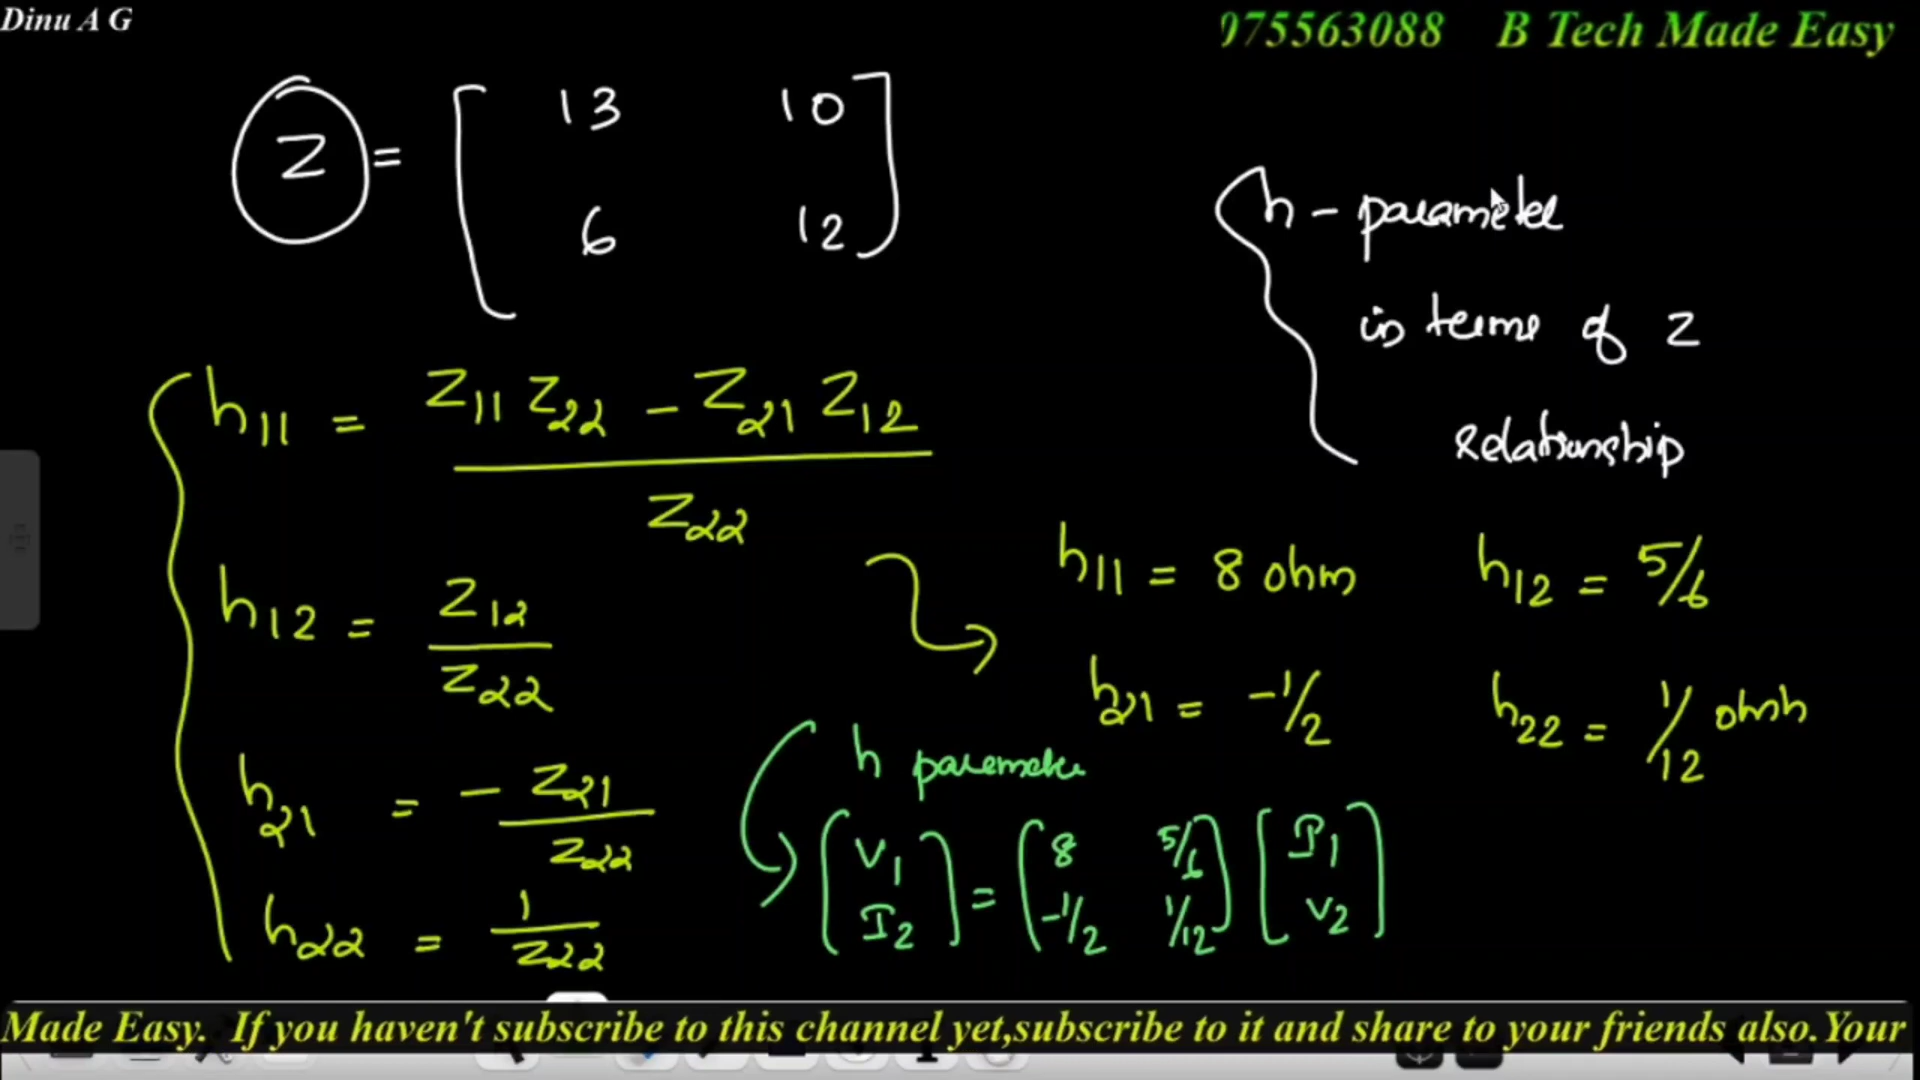 Dinu A G
075563088 B Tech Made Easy
Z = [ 13 10
6 12 ]
h - parameter
in terms of Z
relationship
h11 = Z11 Z22 - Z21 Z12
Z22
h12 = Z12
Z22
h21 = - Z21
Z22
h22 = 1
Z22
h11 = 8 ohm h12 = 5/6
h21 = -1/2 h22 = 1/12 ohm
h parameter
[ V1 I2 ] = [ 8 5/6 -1/2 1/12 ] [ I1 V2 ]
Made Easy. If you haven't subscribe to this channel yet,subscribe to it and share to your friends also.Your